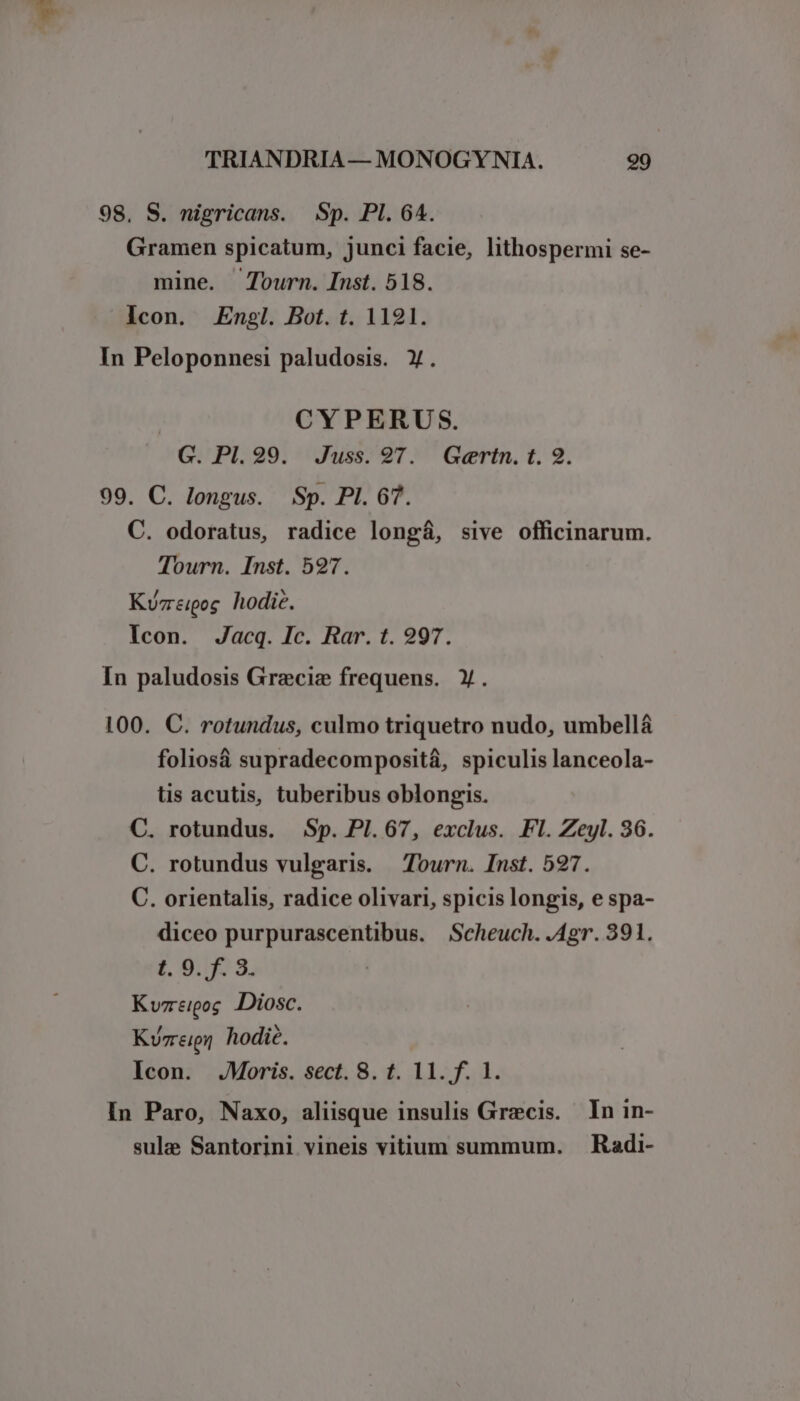 TRIANDRIA—MONOGYNIA. 29
98. S. nigricans. Sp. Pl. 64.
Gramen spicatum, junci facie, lithospermi se-
mine. Tourn. Inst. 518.
Icon. Engl. Bot. t. 1121.
In Peloponnesi paludosis. ♃.
CYPERUS.
G. Pl. 29. Juss. 27. Gærtn. t. 2.
99. C. longus. Sp. Pl. 67.
C. odoratus, radice longâ, sive officinarum.
Tourn. Inst. 527.
Κύπειρος hodiè.
Icon. Jacq. Ic. Rar. t. 297.
In paludosis Græciæ frequens. ♃.
100. C. rotundus, culmo triquetro nudo, umbellâ
foliosâ supradecompositâ, spiculis lanceola-
tis acutis, tuberibus oblongis.
C. rotundus. Sp. Pl. 67, exclus. Fl. Zeyl. 36.
C. rotundus vulgaris. Tourn. Inst. 527.
C. orientalis, radice olivari, spicis longis, e spa-
diceo purpurascentibus. Scheuch. Agr. 391.
t. 9. f. 3.
Κυπειρος Diosc.
Κύπειρη hodiè.
Icon. Moris. sect. 8. t. 11. f. 1.
In Paro, Naxo, aliisque insulis Græcis. In in-
sulæ Santorini vineis vitium summum. Radi-